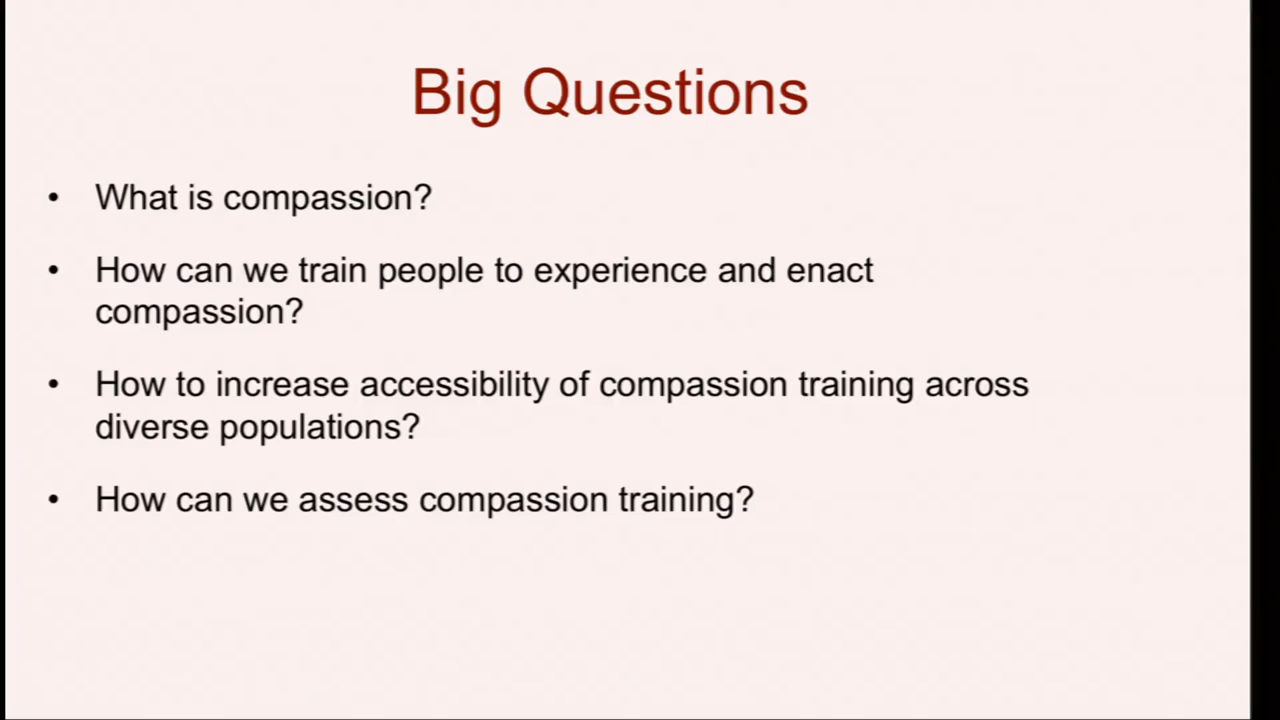 Big Questions
• What is compassion?
• How can we train people to experience and enact
compassion?
• How to increase accessibility of compassion training across
diverse populations?
• How can we assess compassion training?